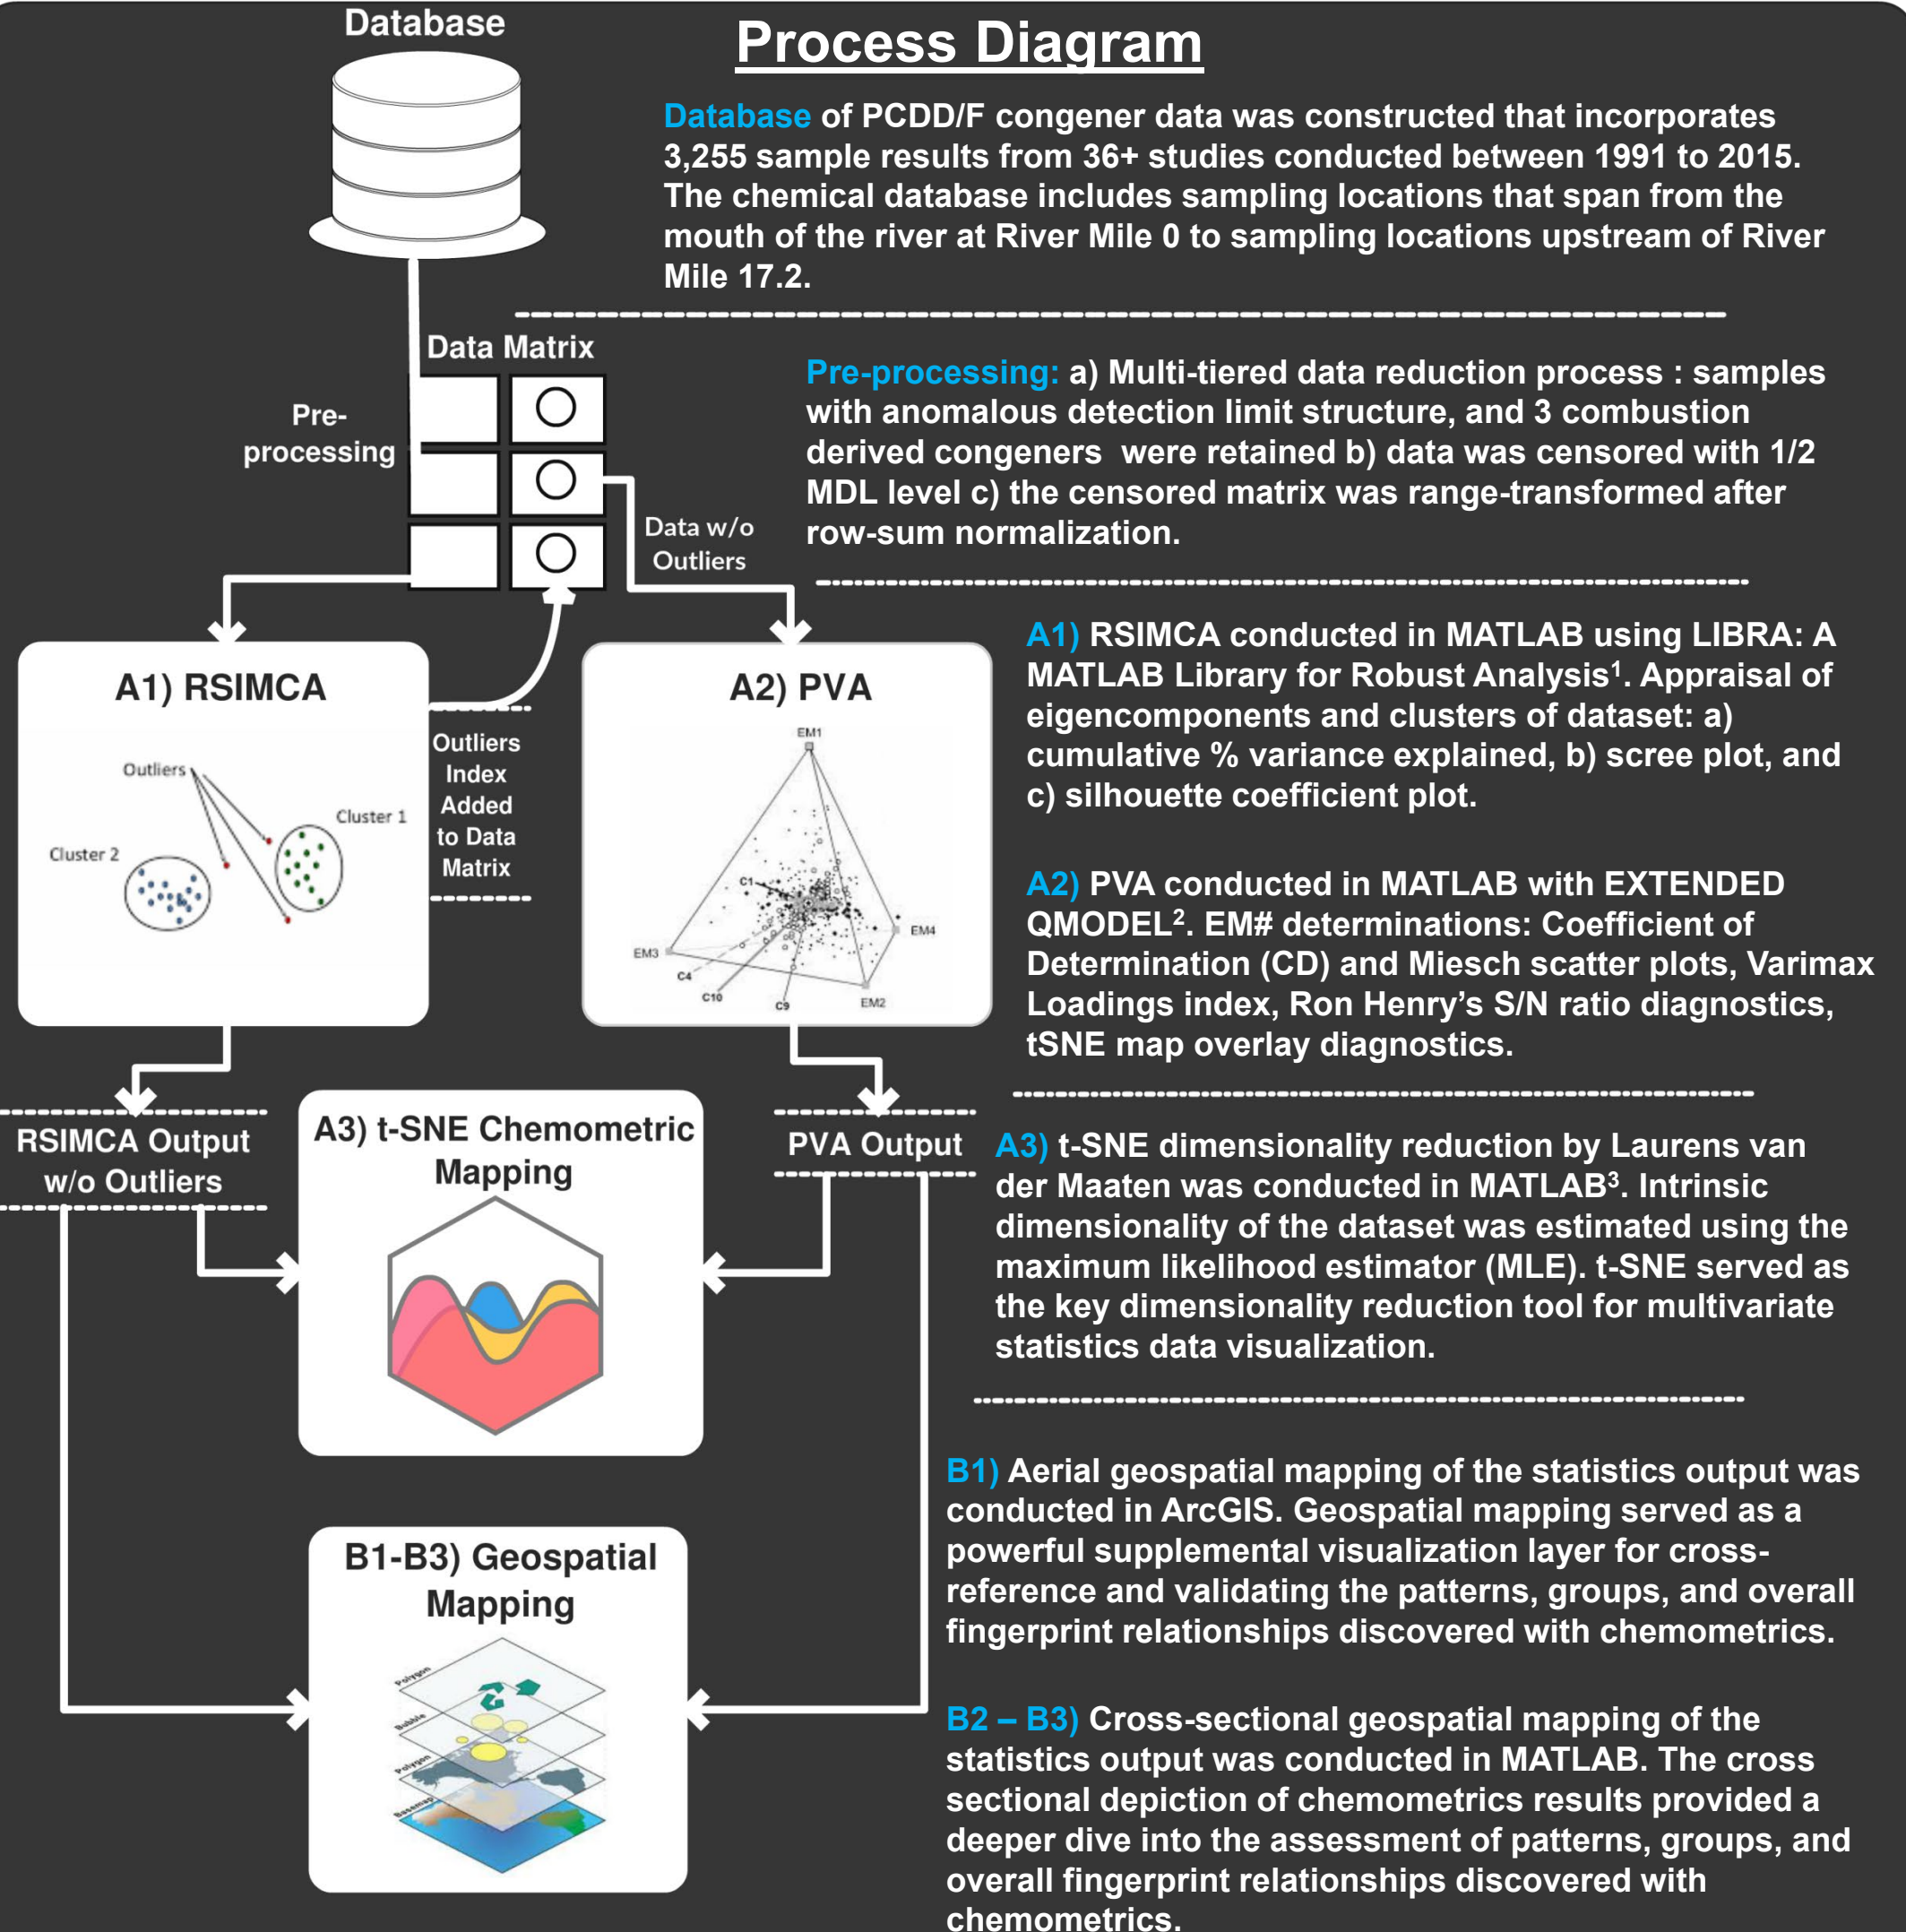 Database
Process Diagram
Database of PCDD/F congener data was constructed that incorporates
3,255 sample results from 36+ studies conducted between 1991 to 2015.
The chemical database includes sampling locations that span from the
mouth of the river at River Mile 0 to sampling locations upstream of River
Mile 17.2.
Data Matrix
Pre-
processing
Pre-processing: a) Multi-tiered data reduction process : samples
with anomalous detection limit structure, and 3 combustion
derived congeners were retained b) data was censored with 1/2
MDL level c) the censored matrix was range-transformed after
row-sum normalization.
Data w/o
Outliers
A1) RSIMCA
Outliers
Cluster 1
Cluster 2
Outliers
Index
Added
to Data
Matrix
A2) PVA
EM1
C1
EM4
EM3
C4
C10
C9
EM2
A1) RSIMCA conducted in MATLAB using LIBRA: A
MATLAB Library for Robust Analysis¹. Appraisal of
eigencomponents and clusters of dataset: a)
cumulative % variance explained, b) scree plot, and
c) silhouette coefficient plot.
A2) PVA conducted in MATLAB with EXTENDED
QMODEL². EM# determinations: Coefficient of
Determination (CD) and Miesch scatter plots, Varimax
Loadings index, Ron Henry’s S/N ratio diagnostics,
tSNE map overlay diagnostics.
RSIMCA Output
w/o Outliers
A3) t-SNE Chemometric
Mapping
PVA Output
A3) t-SNE dimensionality reduction by Laurens van
der Maaten was conducted in MATLAB³. Intrinsic
dimensionality of the dataset was estimated using the
maximum likelihood estimator (MLE). t-SNE served as
the key dimensionality reduction tool for multivariate
statistics data visualization.
B1-B3) Geospatial
Mapping
Polygon
Bubble
Polygon
Basemap
B1) Aerial geospatial mapping of the statistics output was
conducted in ArcGIS. Geospatial mapping served as a
powerful supplemental visualization layer for cross-
reference and validating the patterns, groups, and overall
fingerprint relationships discovered with chemometrics.
B2 – B3) Cross-sectional geospatial mapping of the
statistics output was conducted in MATLAB. The cross
sectional depiction of chemometrics results provided a
deeper dive into the assessment of patterns, groups, and
overall fingerprint relationships discovered with
chemometrics.